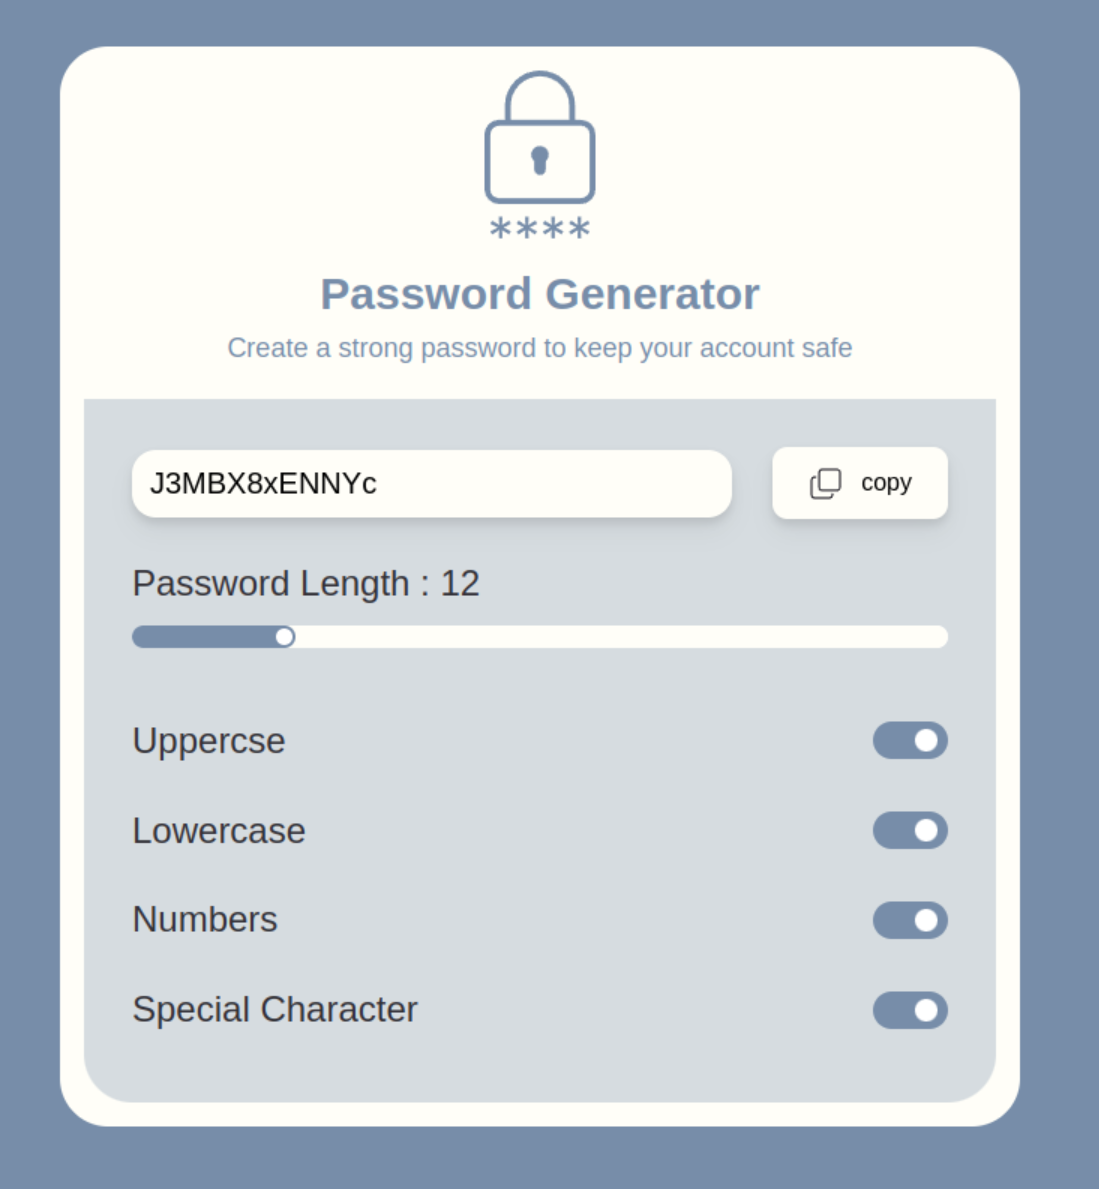 ****
Password Generator
Create a strong password to keep your account safe
J3MBX8xENNYc
copy
Password Length : 12
Uppercse
Lowercase
Numbers
Special Character